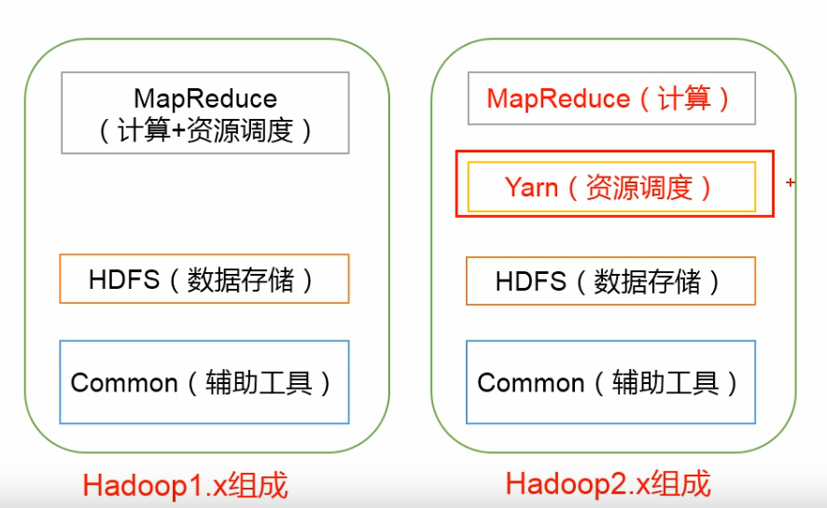 MapReduce
（计算+资源调度）
HDFS（数据存储）
Common（辅助工具）
Hadoop1.x组成
MapReduce（计算）
Yarn（资源调度）
HDFS（数据存储）
Common（辅助工具）
Hadoop2.x组成